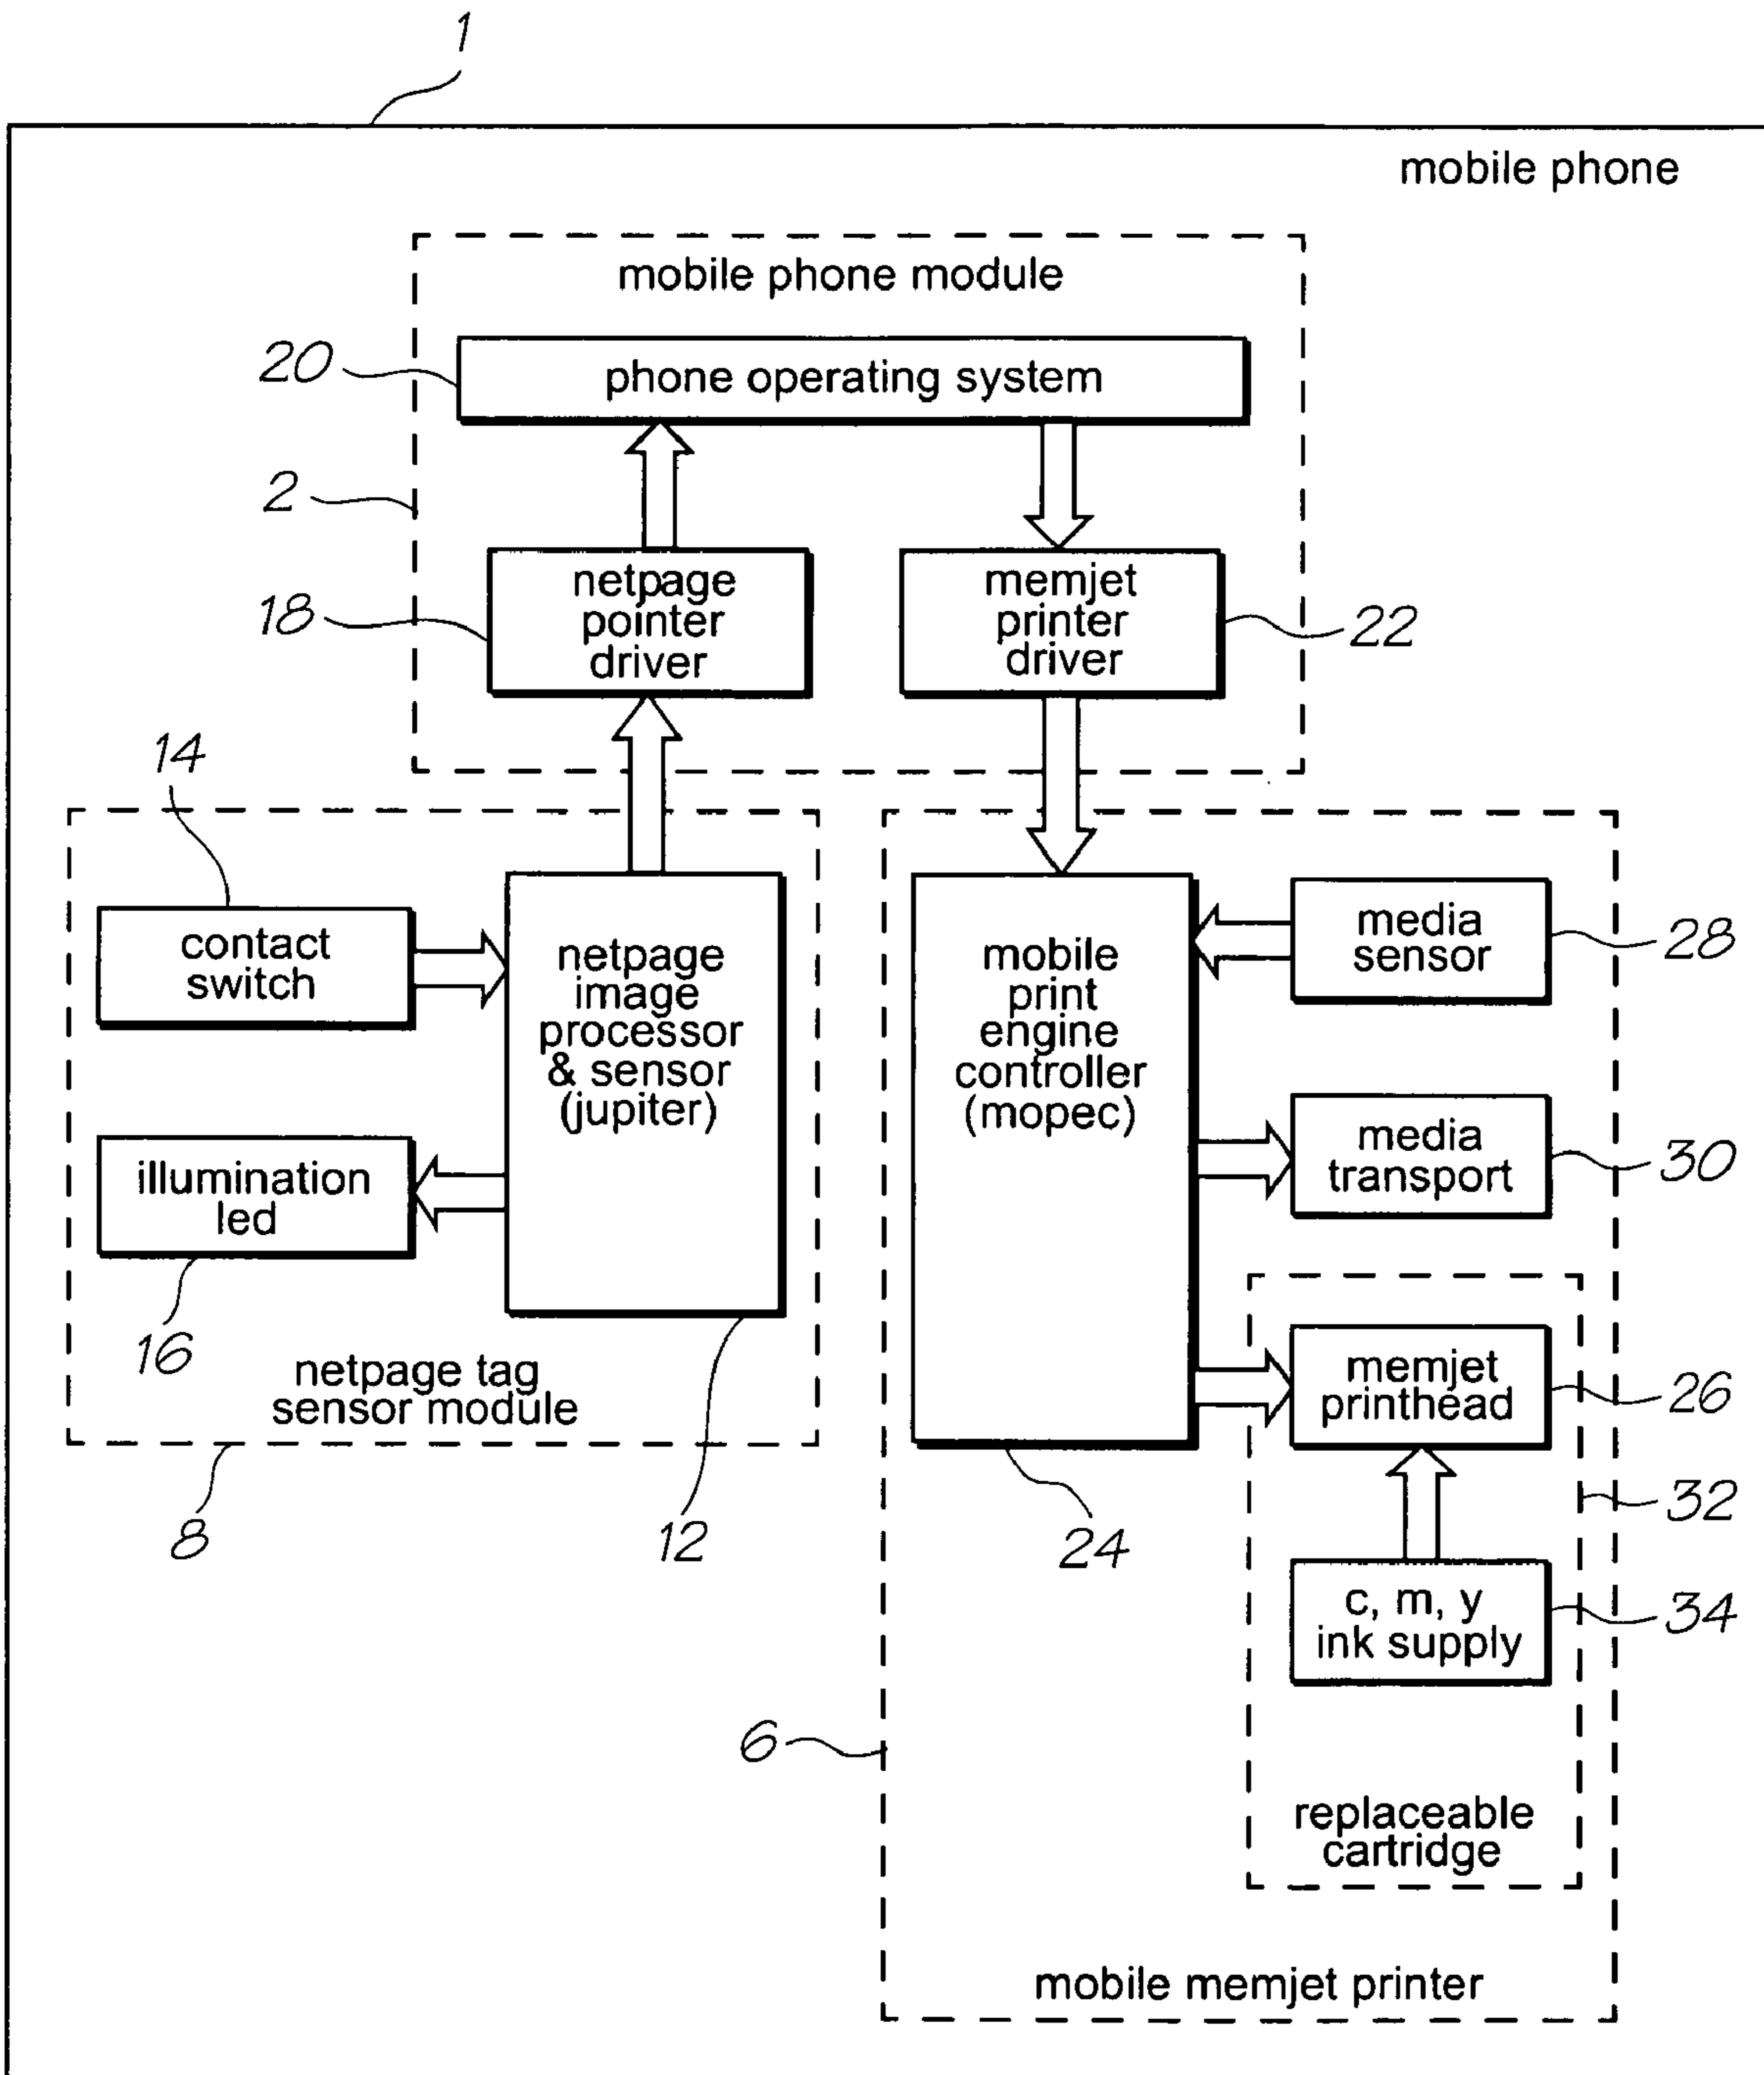 1
mobile phone
mobile phone module
20
phone operating system
2
18
netpage
pointer
driver
memjet
printer
driver
22
14
contact
switch
netpage
image
processor
& sensor
(jupiter)
illumination
led
16
netpage tag
sensor module
8
12
mobile
print
engine
controller
(mopec)
media
sensor
28
media
transport
30
memjet
printhead
26
32
24
c, m, y
ink supply
34
6
replaceable
cartridge
mobile memjet printer